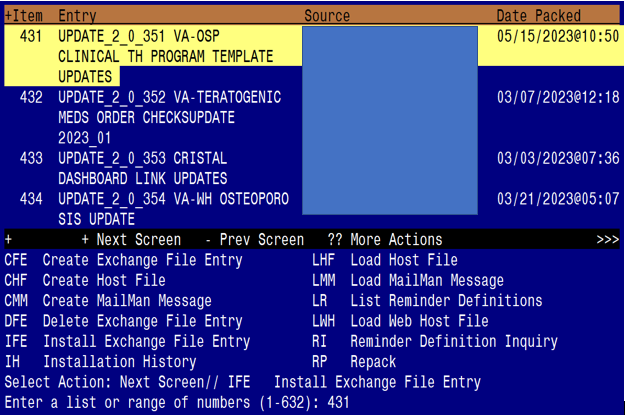 +Item  Entry                          Source                  Date Packed
431  UPDATE_2_0_351 VA-OSP                                    05/15/2023@10:50
     CLINICAL TH PROGRAM TEMPLATE
     UPDATES
432  UPDATE_2_0_352 VA-TERATOGENIC                            03/07/2023@12:18
     MEDS ORDER CHECKSUPDATE
     2023_01
433  UPDATE_2_0_353 CRISTAL                                   03/03/2023@07:36
     DASHBOARD LINK UPDATES
434  UPDATE_2_0_354 VA-WH OSTEOPORO                           03/21/2023@05:07
     SIS UPDATE
+         + Next Screen   - Prev Screen   ?? More Actions                  >>>
CFE  Create Exchange File Entry          LHF  Load Host File
CHF  Create Host File                    LMM  Load MailMan Message
CMM  Create MailMan Message              LR   List Reminder Definitions
DFE  Delete Exchange File Entry          LWH  Load Web Host File
IFE  Install Exchange File Entry         RI   Reminder Definition Inquiry
IH   Installation History                RP   Repack
Select Action: Next Screen// IFE   Install Exchange File Entry
Enter a list or range of numbers (1-632): 431